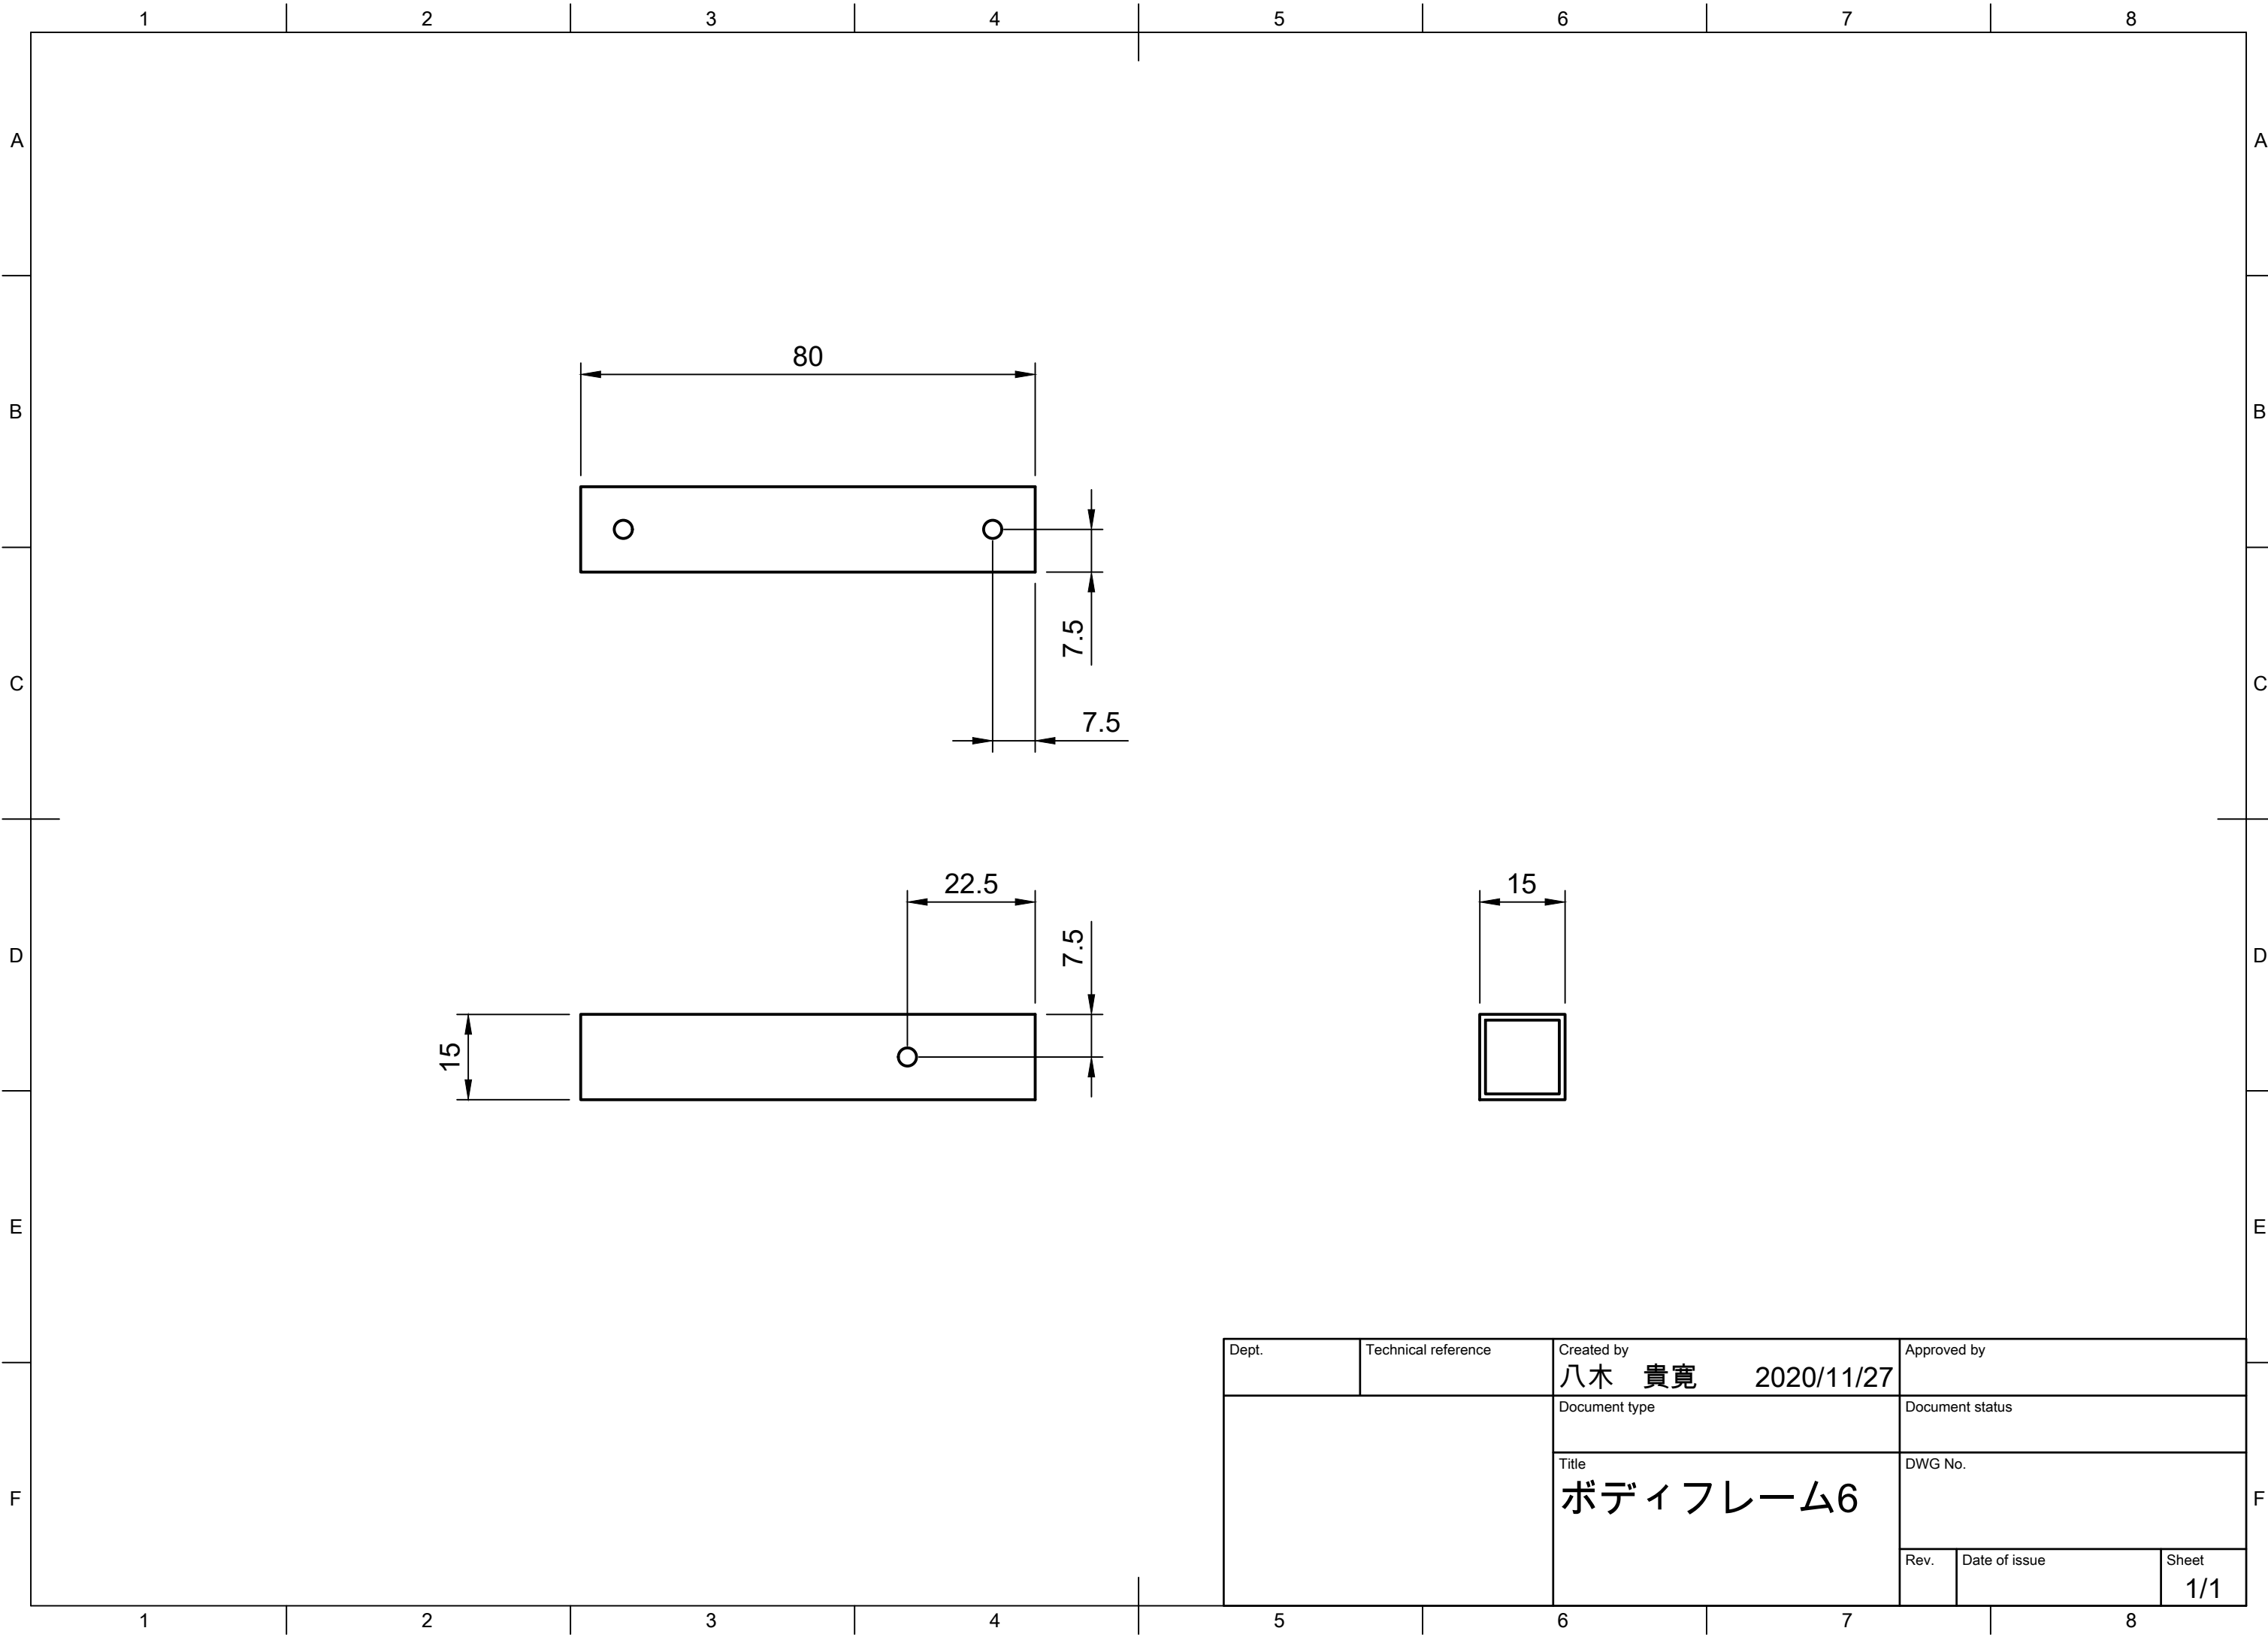 1 2 3 4 5 6 7 8
A A
80
B B
7.5
C C
7.5
22.5 15
7.5
D D
15
E E
Dept. Technical reference Created by Approved by
八木　貴寛 2020/11/27
Document type Document status
Title DWG No.
ボディフレーム6
F F
Rev. Date of issue Sheet
1/1
1 2 3 4 5 6 7 8